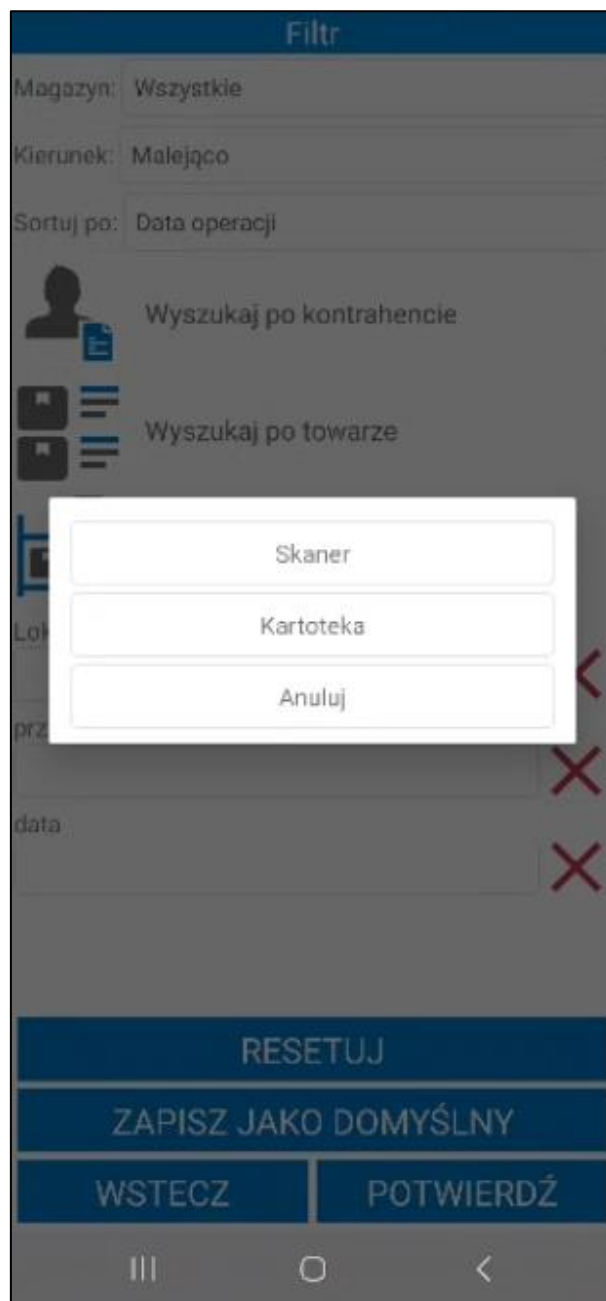 Filtr
Magazyn: Wszystkie
Kierunek: Malejąco
Sortuj po: Data operacji
Wyszukaj po kontrahencie
Wyszukaj po towarze
Skaner
Kartoteka
Anuluj
data
RESETUJ
ZAPISZ JAKO DOMYŚLNY
WSTECZ POTWIERDŹ